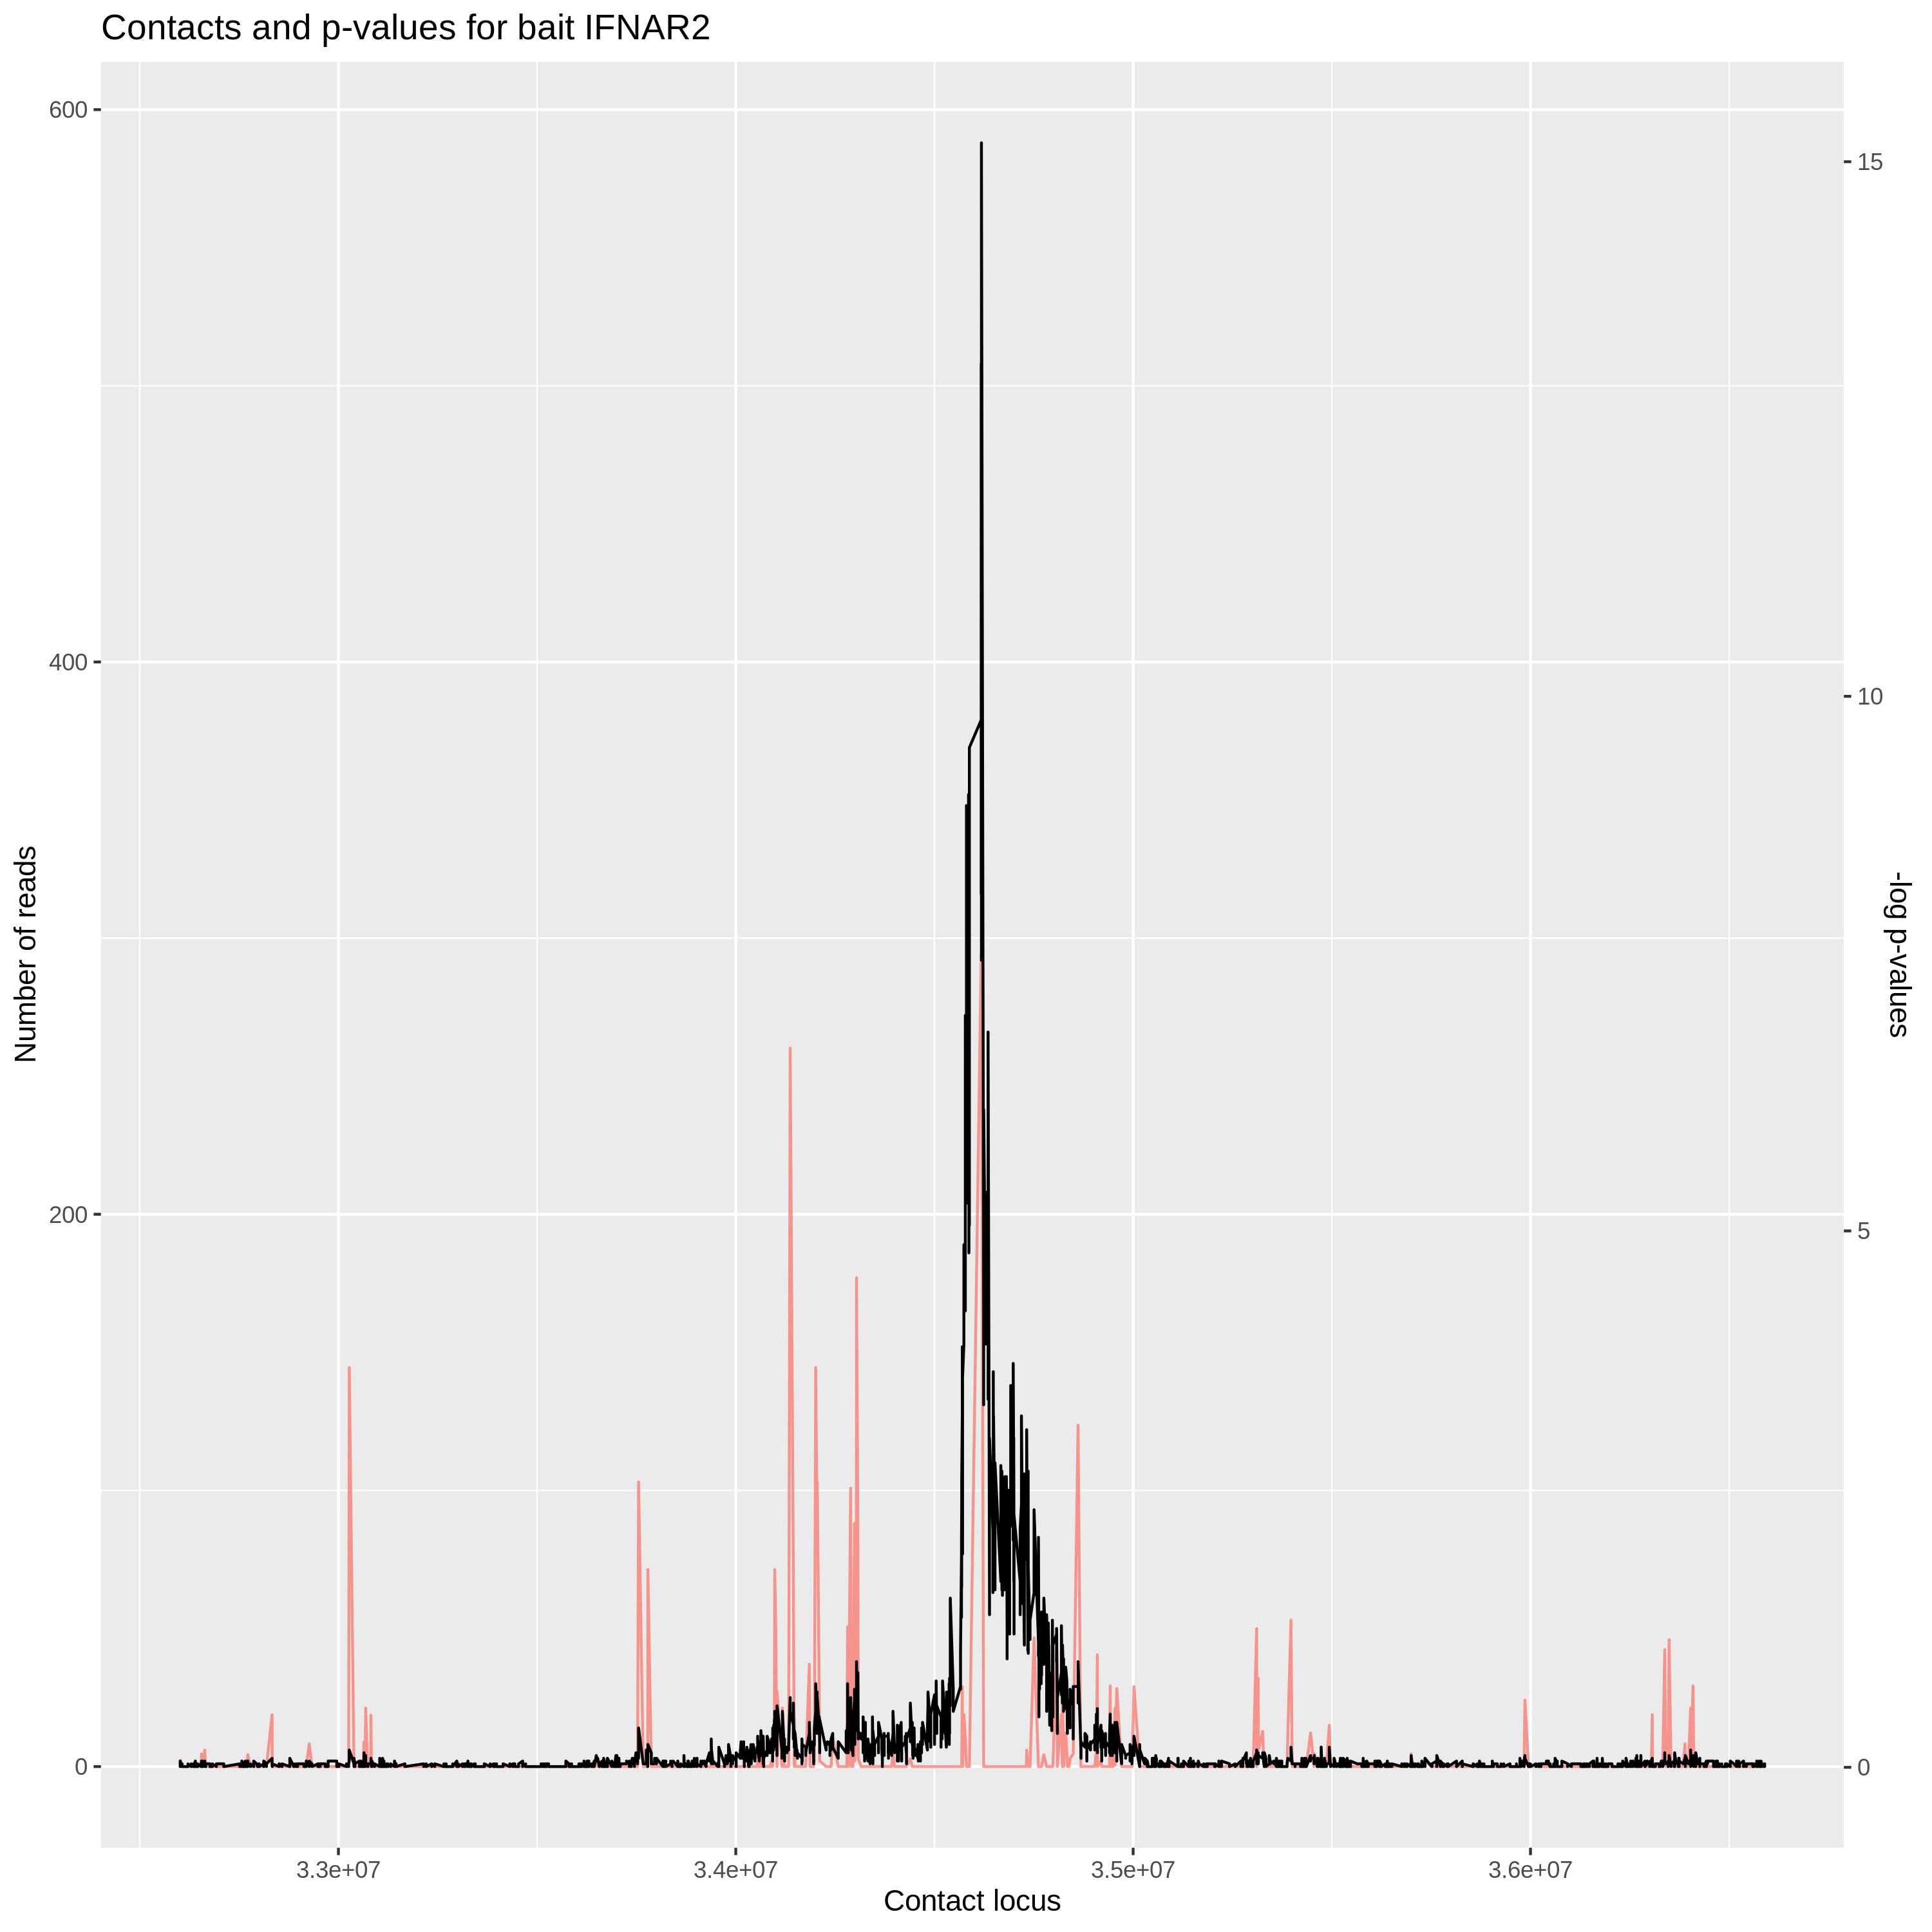 Contacts and p-values for bait IFNAR2
600
400
200
0
Number of reads
15
10
5
0
-log p-values
3.3e+07
3.4e+07
3.5e+07
3.6e+07
Contact locus